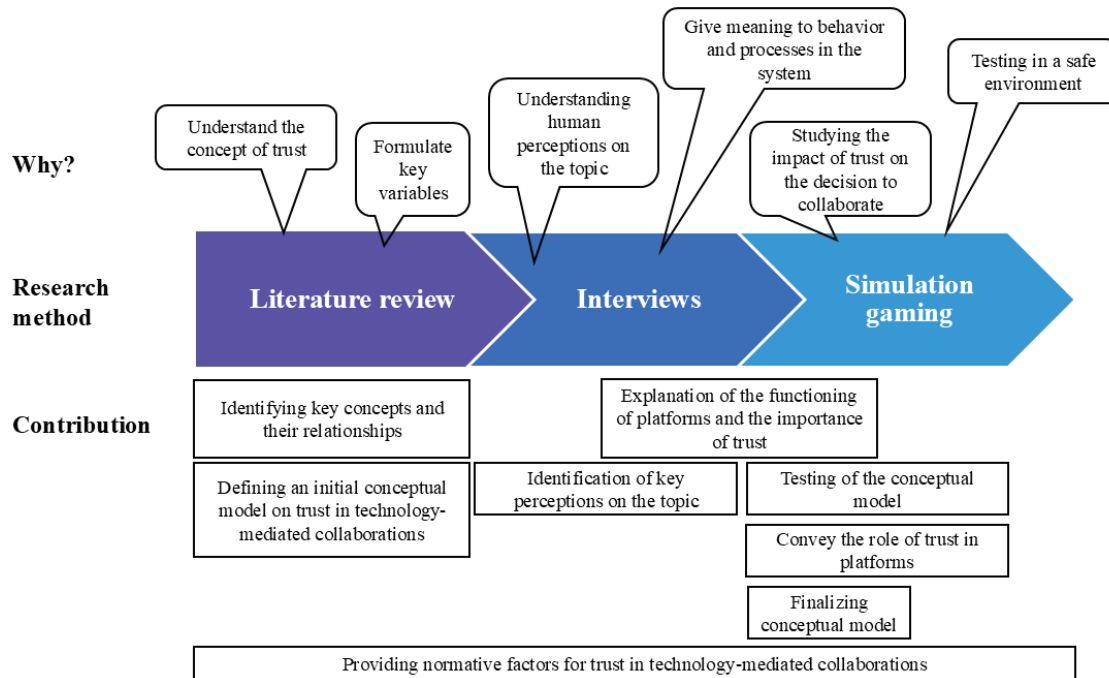 Why?
Understand the
concept of trust
Formulate
key
variables
Understanding
human
perceptions on
the topic
Give meaning to behavior
and processes in the
system
Studying the
impact of trust on
the decision to
collaborate
Testing in a safe
environment
Research
method
Literature review
Interviews
Simulation
gaming
Contribution
Identifying key concepts and
their relationships
Explanation of the functioning
of platforms and the importance
of trust
Defining an initial conceptual
model on trust in technology-
mediated collaborations
Identification of key
perceptions on the topic
Testing of the conceptual
model
Convey the role of trust in
platforms
Finalizing
conceptual model
Providing normative factors for trust in technology-mediated collaborations